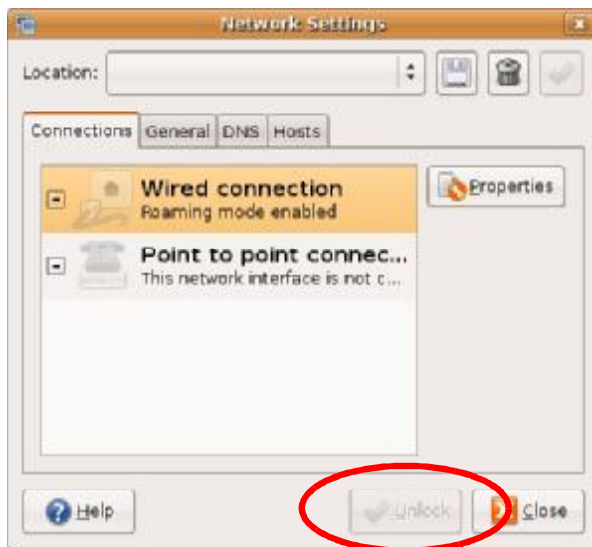 Network Settings
Location:
Connections General DNS Hosts
Wired connection
Roaming mode enabled
Properties
Point to point connec...
This network interface is not c...
Help Unlock Close